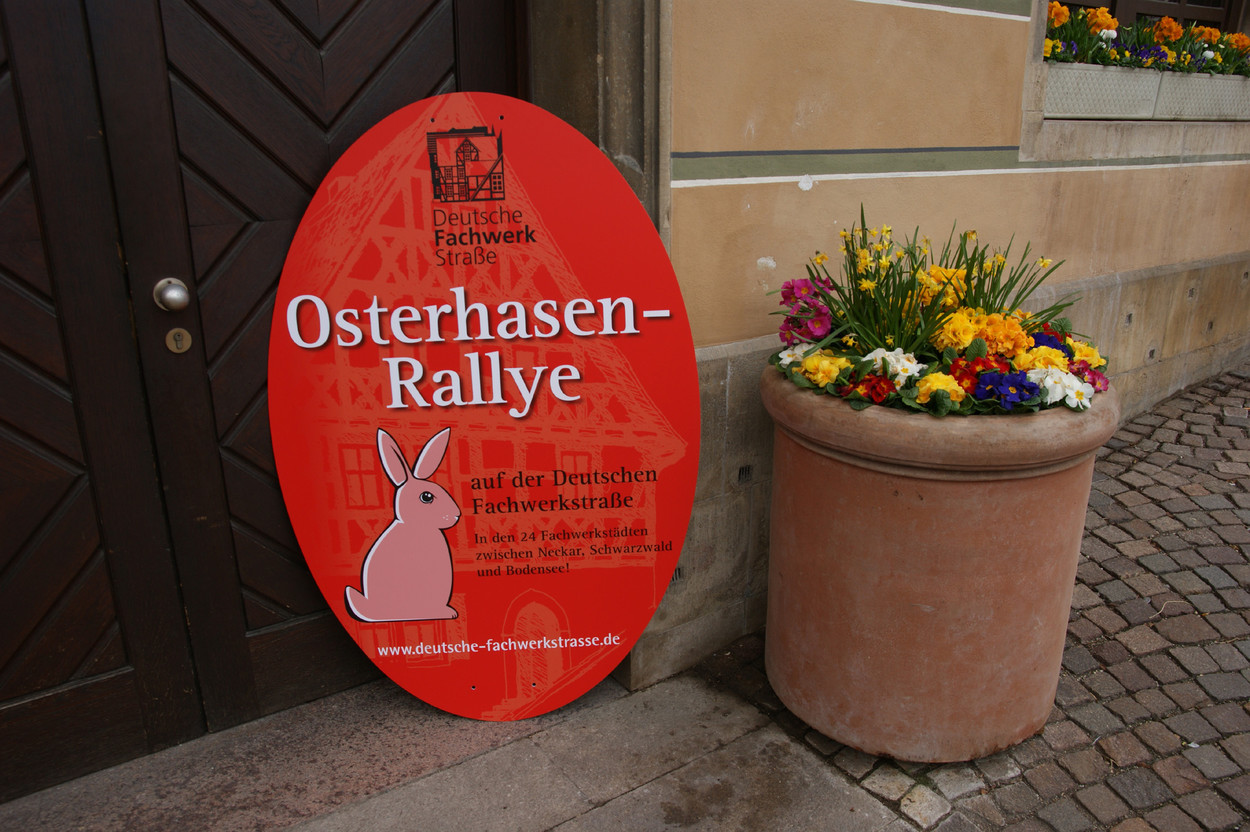 Deutsche
Fachwerk
Straße
Osterhasen-
Rallye
auf der Deutschen
Fachwerkstraße
In den 24 Fachwerkstädten
zwischen Neckar, Schwarzwald
und Bodensee!
www.deutsche-fachwerkstrasse.de